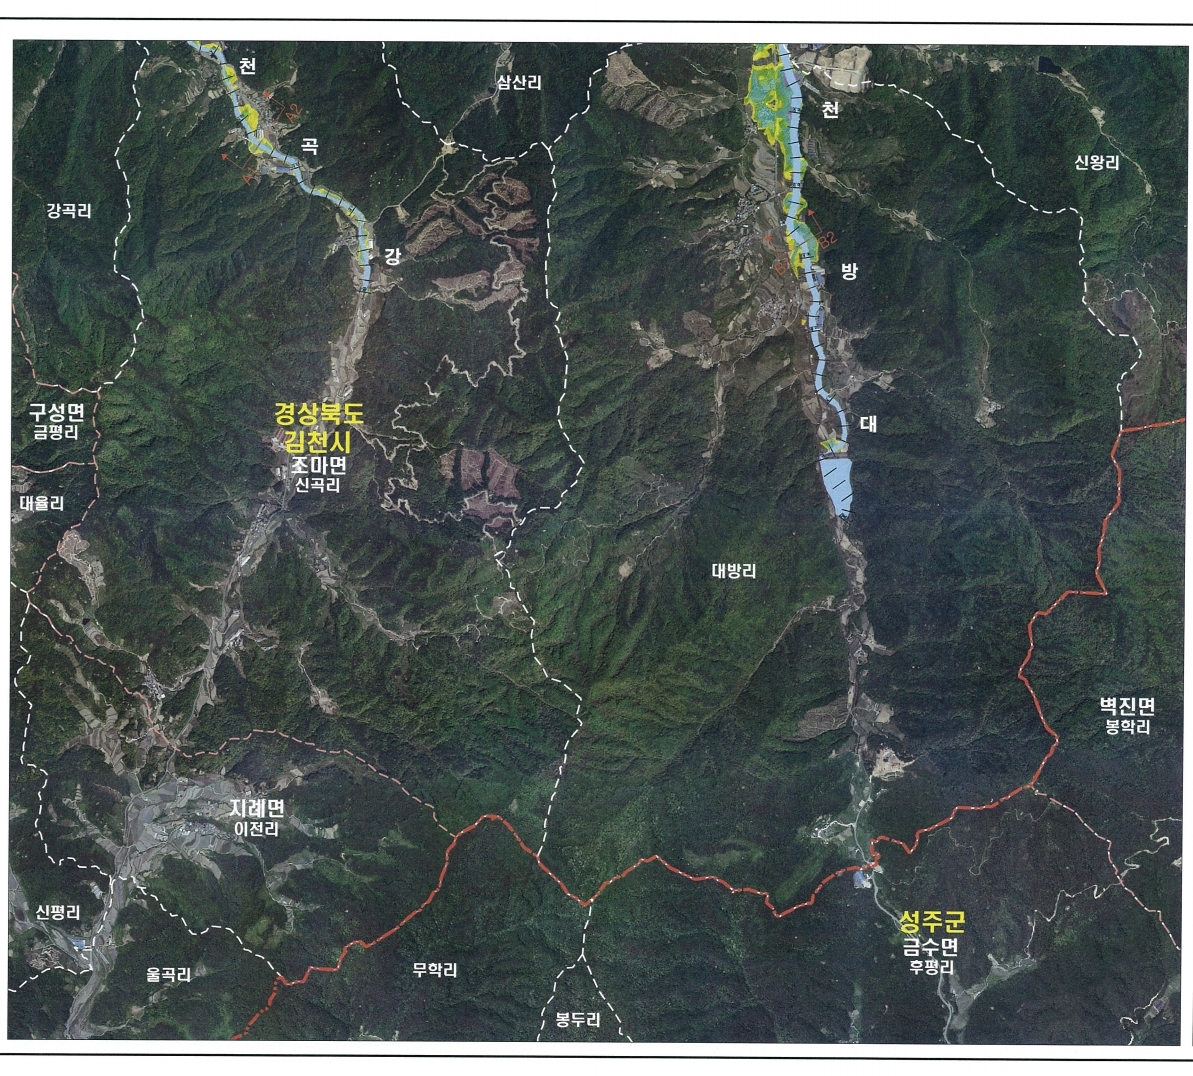 천
삼산리
A2
천
곡
신왕리
강곡리
B2
강
방
구성면
금평리
경상북도
김천시
조마면
신곡리
대
대율리
대방리
벽진면
봉학리
지례면
이전리
신평리
성주군
금수면
후평리
울곡리
무학리
봉두리